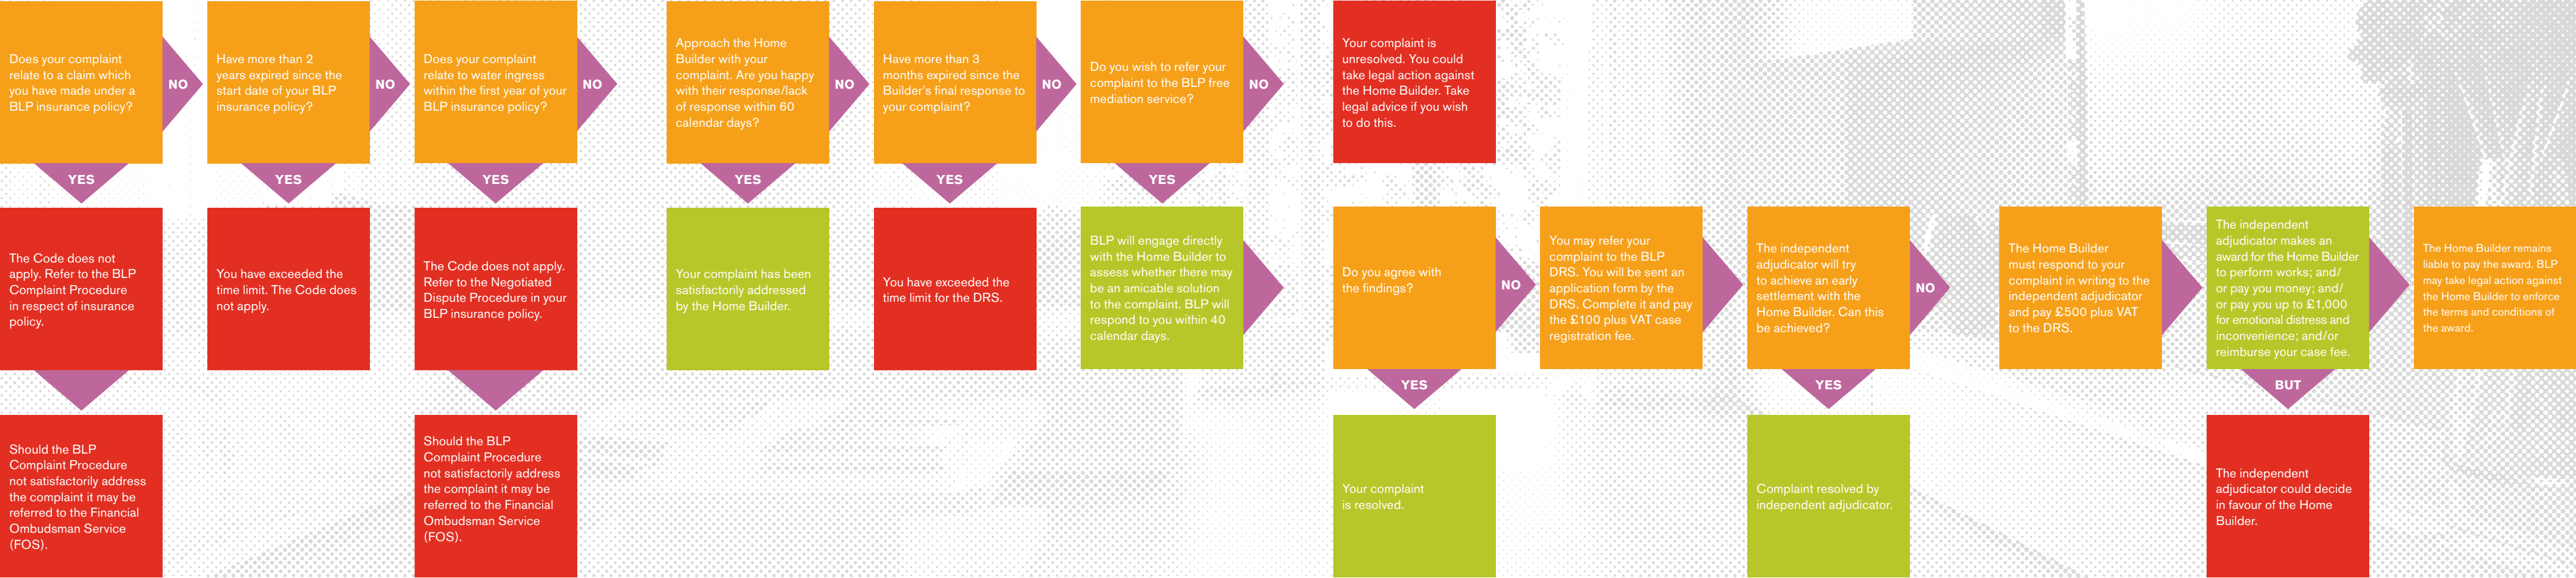 Does your complaint
relate to a claim which
you have made under a
BLP insurance policy?
NO
YES
Have more than 2
years expired since the
start date of your BLP
insurance policy?
NO
YES
Does your complaint
relate to water ingress
within the first year of your
BLP insurance policy?
NO
YES
Approach the Home
Builder with your
complaint. Are you happy
with their response/lack
of response within 60
calendar days?
NO
YES
Have more than 3
months expired since the
Builder's final response to
your complaint?
NO
YES
Do you wish to refer your
complaint to the BLP free
mediation service?
NO
YES
Your complaint is
unresolved. You could
take legal action against
the Home Builder. Take
legal advice if you wish
to do this.
The Code does not
apply. Refer to the BLP
Complaint Procedure
in respect of insurance
policy.
You have exceeded the
time limit. The Code does
not apply.
The Code does not apply.
Refer to the Negotiated
Dispute Procedure in your
BLP insurance policy.
Your complaint has been
satisfactorily addressed
by the Home Builder.
You have exceeded the
time limit for the DRS.
BLP will engage directly
with the Home Builder to
assess whether there may
be an amicable solution
to the complaint. BLP will
respond to you within 40
calendar days.
Do you agree with
the findings?
NO
YES
You may refer your
complaint to the BLP
DRS. You will be sent an
application form by the
DRS. Complete it and pay
the £100 plus VAT case
registration fee.
The independent
adjudicator will try
to achieve an early
settlement with the
Home Builder. Can this
be achieved?
NO
YES
The Home Builder
must respond to your
complaint in writing to the
independent adjudicator
and pay £500 plus VAT
to the DRS.
The independent
adjudicator makes an
award for the Home Builder
to perform works; and/
or pay you money; and/
or pay you up to £1,000
for emotional distress and
inconvenience; and/or
reimburse your case fee.
BUT
The Home Builder remains
liable to pay the award. BLP
may take legal action against
the Home Builder to enforce
the terms and conditions of
the award.
Should the BLP
Complaint Procedure
not satisfactorily address
the complaint it may be
referred to the Financial
Ombudsman Service
(FOS).
Should the BLP
Complaint Procedure
not satisfactorily address
the complaint it may be
referred to the Financial
Ombudsman Service
(FOS).
Your complaint
is resolved.
Complaint resolved by
independent adjudicator.
The independent
adjudicator could decide
in favour of the Home
Builder.